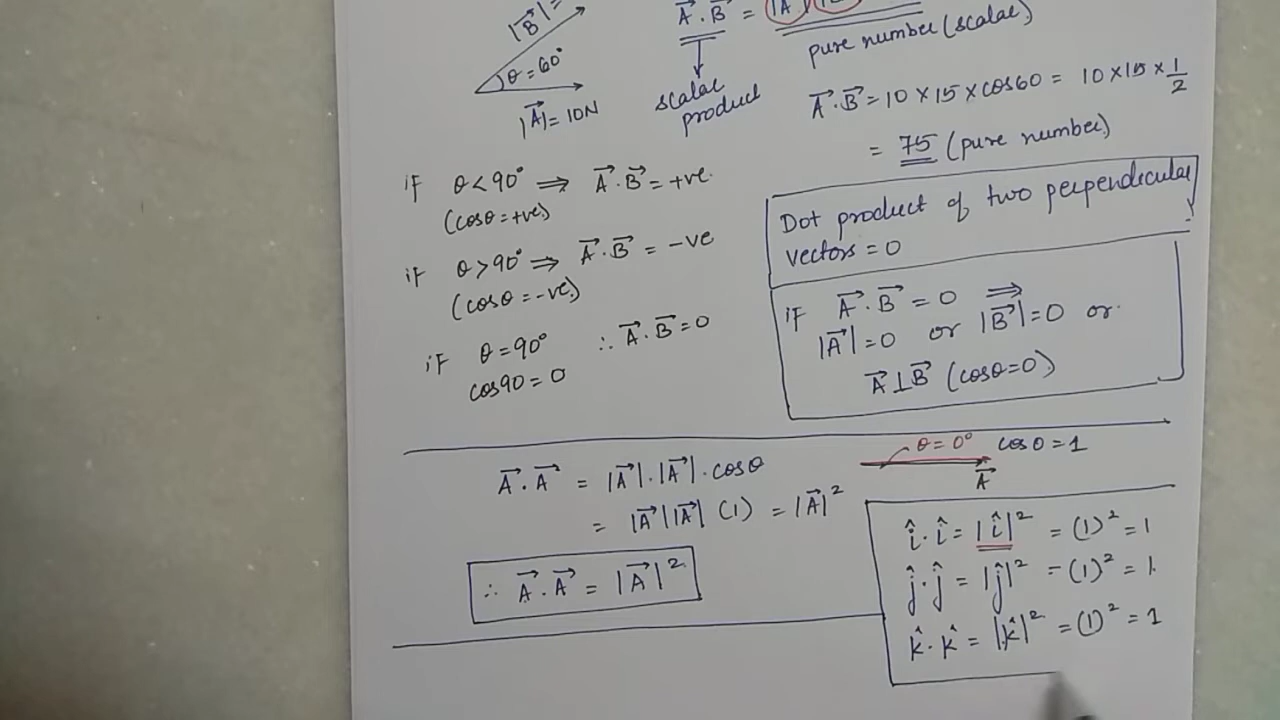 |B⃗|=
θ=60°
|A⃗|=10N
A⃗.B⃗ = |A
scalar product
pure number (scalar)
A⃗.B⃗=10×15×cos60= 10×15×1/2
= 75 (pure number)
if θ<90° ⟹ A⃗.B⃗=+ve.
(cosθ=+ve)
if θ>90° ⟹ A⃗.B⃗ = -ve
(cosθ=-ve)
if θ=90° ∴ A⃗.B⃗=0
cos90=0
Dot product of two perpendicular
vectors=0
if A⃗.B⃗=0 ⟹
|A⃗|=0 or |B⃗|=0 or.
A⃗⊥B⃗ (cosθ=0)
θ=0° cos0=1
A⃗
A⃗.A⃗ = |A⃗|.|A⃗|.cosθ
= |A⃗||A⃗| (1) = |A⃗|²
∴ A⃗.A⃗ = |A⃗|²
î.î=|î|² =(1)²=1
ĵ.ĵ = |ĵ|² =(1)²=1.
k̂.k̂=|k̂|² =(1)²=1